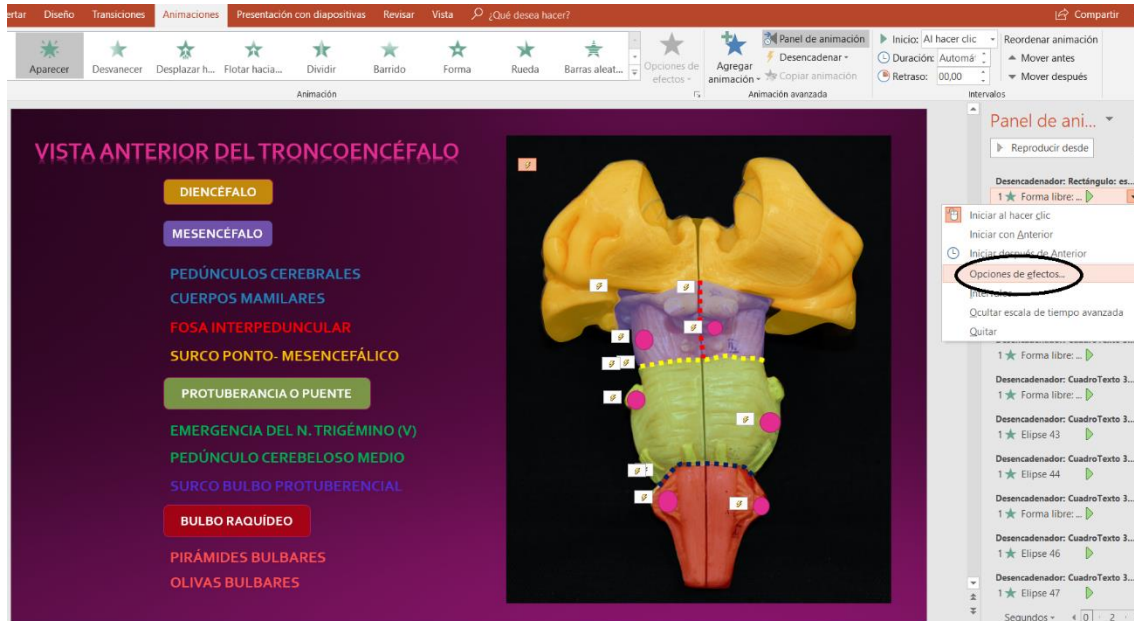 ertar Diseño Transiciones Animaciones Presentación con diapositivas Revisar Vista ¿Qué desea hacer? Compartir
Aparecer Desvanecer Desplazar h... Flotar hacia... Dividir Barrido Forma Rueda Barras aleat...
Opciones de efectos
Agregar animación
Panel de animación
Desencadenar
Copiar animación
Inicio: Al hacer clic
Duración: Automá
Retraso: 00,00
Reordenar animación
Mover antes
Mover después
Animación Animación avanzada Intervalos
VISTA ANTERIOR DEL TRONCOENCÉFALO
DIENCÉFALO
MESENCÉFALO
PEDÚNCULOS CEREBRALES
CUERPOS MAMILARES
FOSA INTERPEDUNCULAR
SURCO PONTO- MESENCEFÁLICO
PROTUBERANCIA O PUENTE
EMERGENCIA DEL N. TRIGÉMINO (V)
PEDÚNCULO CEREBELOSO MEDIO
SURCO BULBO PROTUBERENCIAL
BULBO RAQUÍDEO
PIRÁMIDES BULBARES
OLIVAS BULBARES
Panel de ani...
Reproducir desde
Desencadenador: Rectángulo: es...
1 Forma libre: ...
Iniciar al hacer clic
Iniciar con Anterior
Iniciar después de Anterior
Opciones de efectos...
Intervalos...
Ocultar escala de tiempo avanzada
Quitar
1 Forma libre: ...
Desencadenador: CuadroTexto 3...
1 Forma libre: ...
Desencadenador: CuadroTexto 3...
1 Elipse 43
Desencadenador: CuadroTexto 3...
1 Elipse 44
Desencadenador: CuadroTexto 3...
1 Forma libre: ...
Desencadenador: CuadroTexto 3...
1 Elipse 46
Desencadenador: CuadroTexto 3...
1 Elipse 47
Segundos 0 2